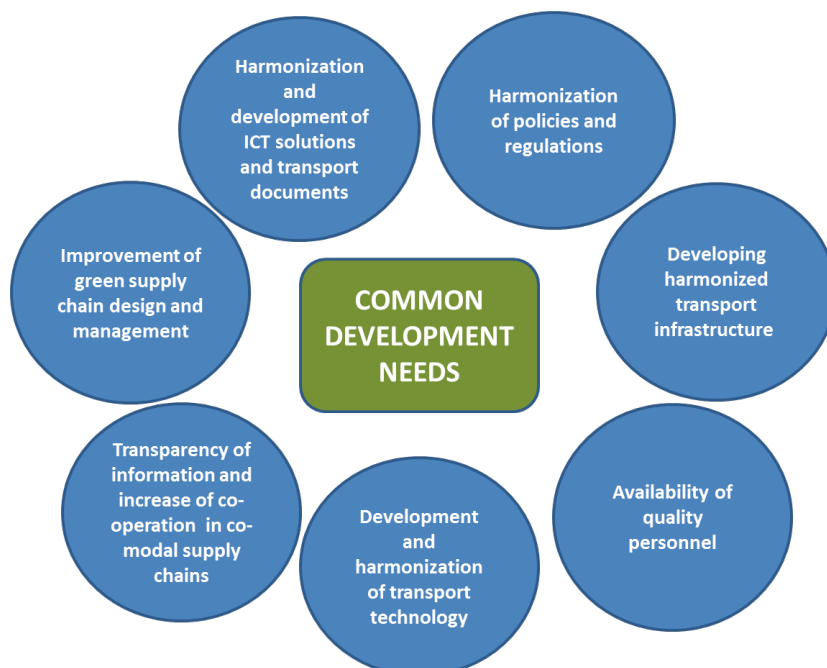 Harmonization
and
development of
ICT solutions
and transport
documents
Harmonization
of policies and
regulations
Improvement of
green supply
chain design and
management
COMMON
DEVELOPMENT
NEEDS
Developing
harmonized
transport
infrastructure
Transparency of
information and
increase of co-
operation in co-
modal supply
chains
Development
and
harmonization
of transport
technology
Availability of
quality
personnel